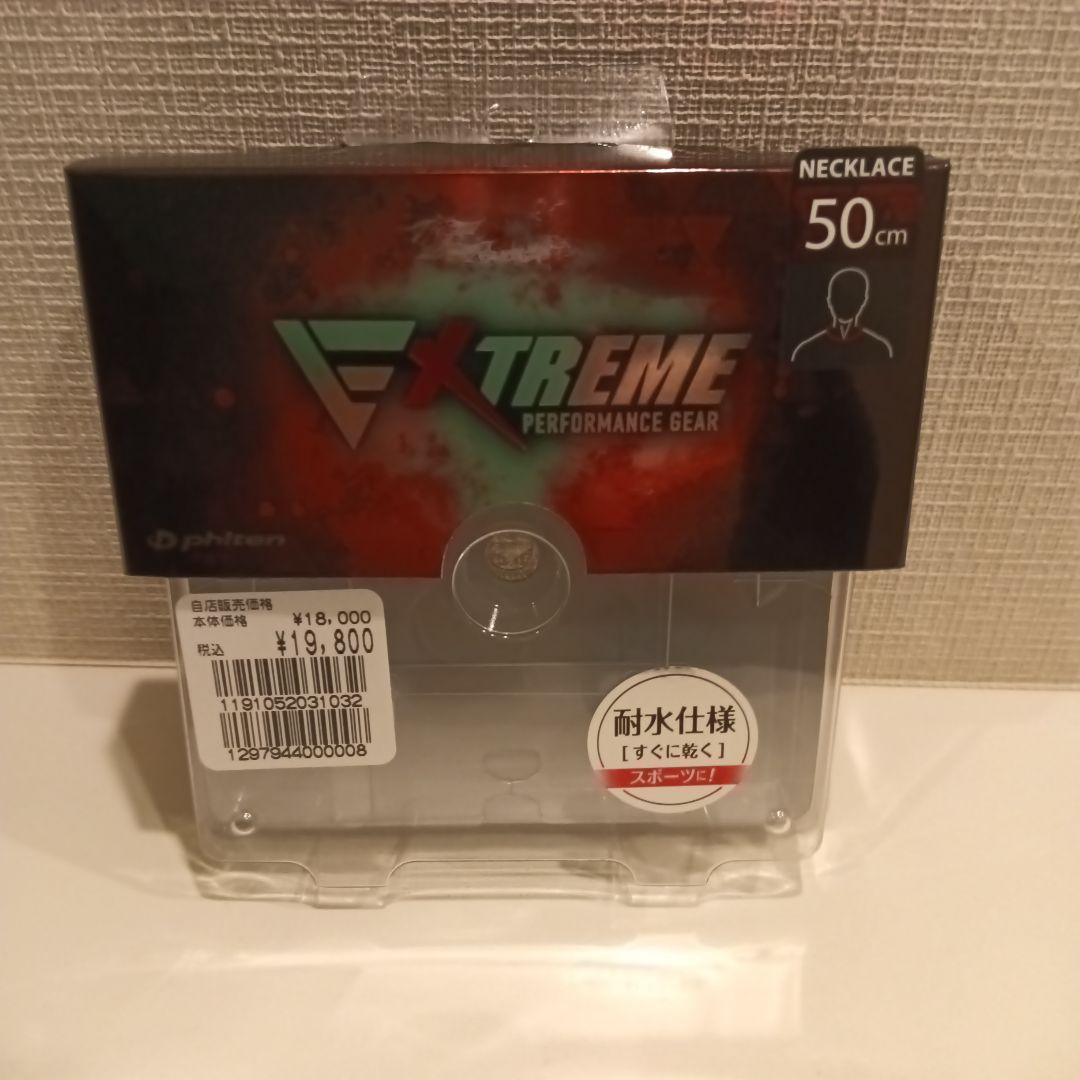 NECKLACE
50cm
EXTREME
PERFORMANCE GEAR
phiten
自店販売価格
本体価格 ¥18,000
税込 ¥19,800
1191052031032
1297944000008
耐水仕様
[すぐに乾く]
スポーツに!